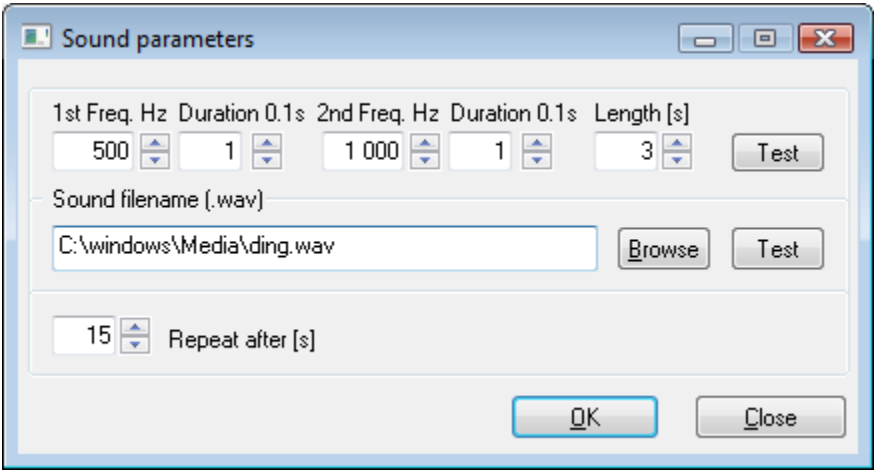 Sound parameters
1st Freq. Hz Duration 0.1s 2nd Freq. Hz Duration 0.1s Length [s]
500 1 1 000 1 3 Test
Sound filename (.wav)
C:\windows\Media\ding.wav Browse Test
15 Repeat after [s]
OK Close